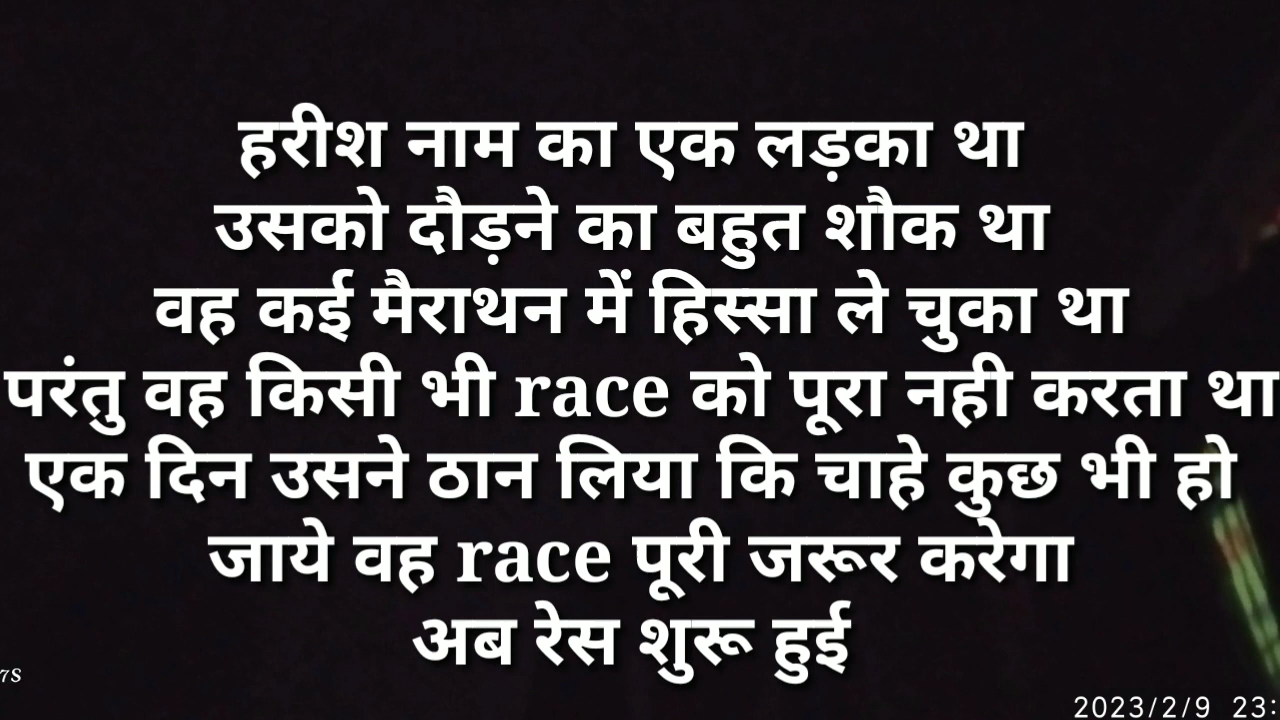 हरीश नाम का एक लड़का था
उसको दौड़ने का बहुत शौक था
वह कई मैराथन में हिस्सा ले चुका था
परंतु वह किसी भी race को पूरा नही करता था
एक दिन उसने ठान लिया कि चाहे कुछ भी हो
जाये वह race पूरी जरूर करेगा
अब रेस शुरू हुई
2023/2/9 23: